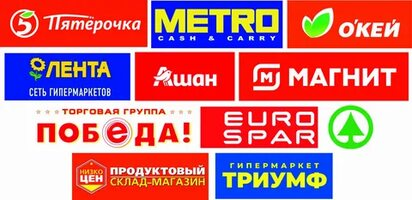 5 Пятёрочка
METRO
CASH & CARRY
О'КЕЙ
ЛЕНТА
СЕТЬ ГИПЕРМАРКЕТОВ
Ашан
М МАГНИТ
ТОРГОВАЯ ГРУППА
ПОБЕДА!
EURO
SPAR
НИЗКО
ЦЕН
ПРОДУКТОВЫЙ
СКЛАД-МАГАЗИН
ГИПЕРМАРКЕТ
ТРИУМФ